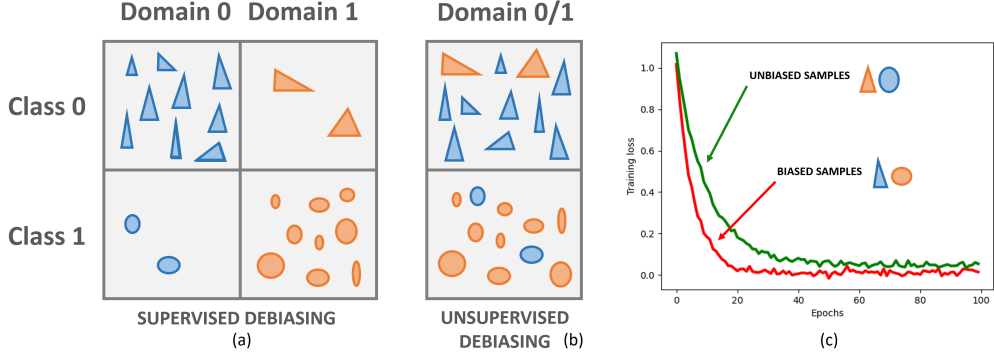 Domain 0 Domain 1
Class 0
Class 1
SUPERVISED DEBIASING
(a)
Domain 0/1
UNSUPERVISED
DEBIASING (b)
UNBIASED SAMPLES
BIASED SAMPLES
Training loss
1.0
0.8
0.6
0.4
0.2
0.0
0 20 40 60 80 100
Epochs
(c)